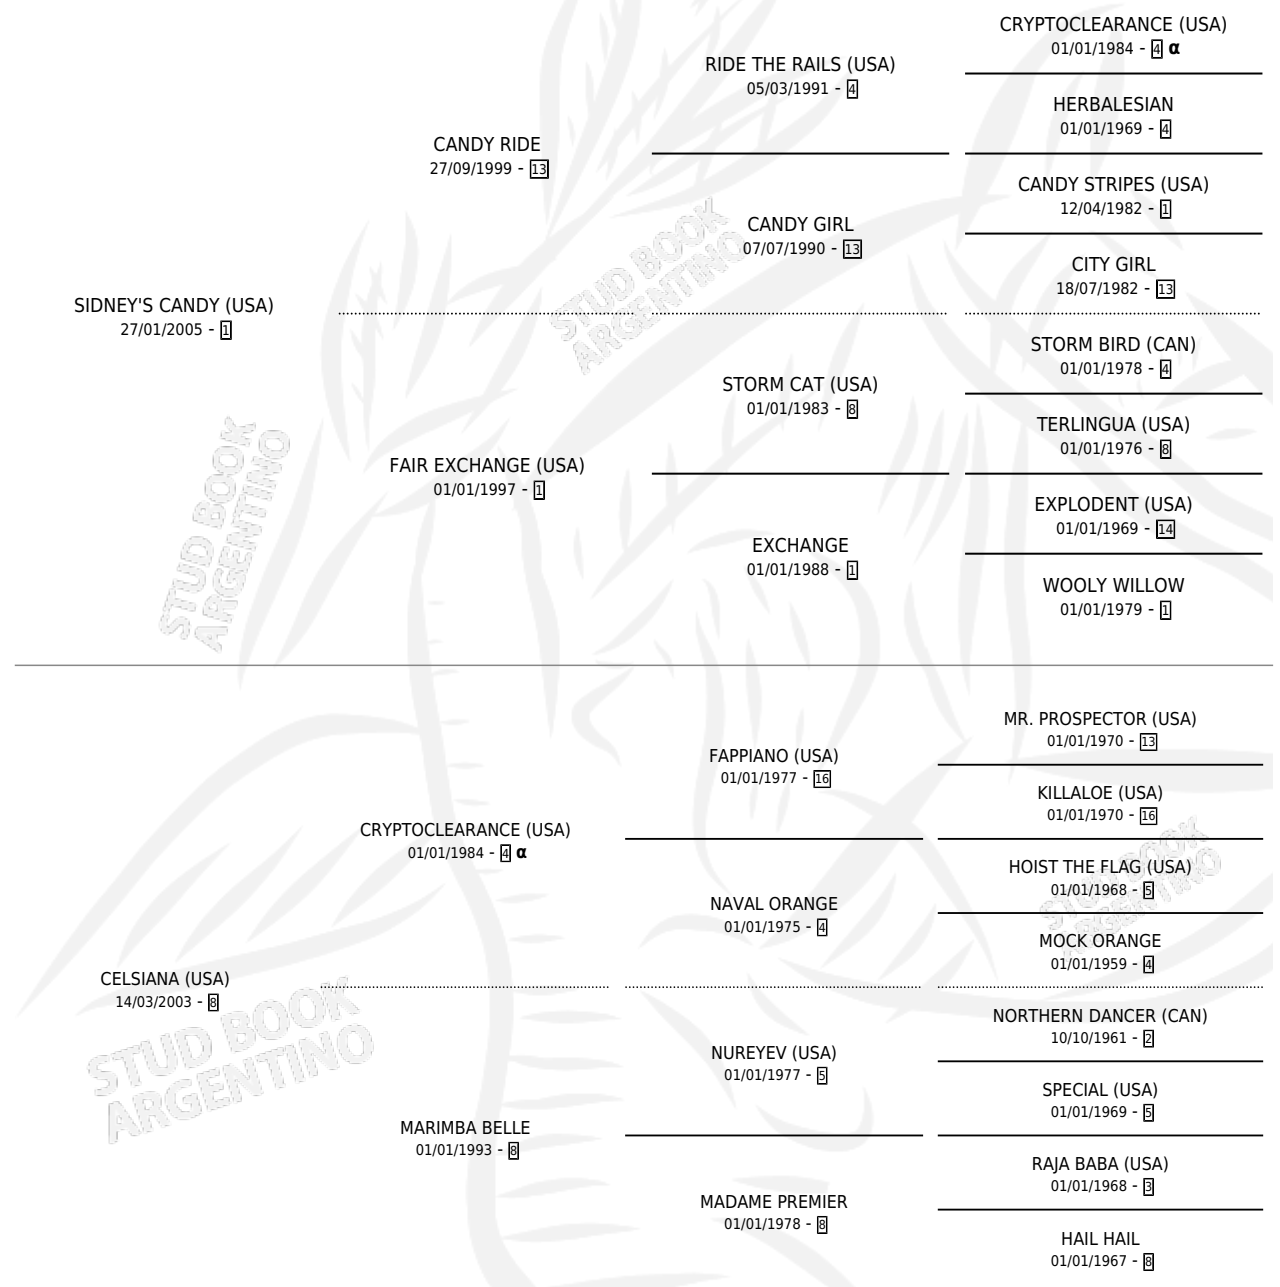 CRYPTOCLEARANCE (USA)
01/01/1984 - 4 α
RIDE THE RAILS (USA)
05/03/1991 - 4
HERBALESIAN
01/01/1969 - 4
CANDY RIDE
27/09/1999 - 13
CANDY STRIPES (USA)
12/04/1982 - 1
CANDY GIRL
07/07/1990 - 13
CITY GIRL
18/07/1982 - 13
SIDNEY'S CANDY (USA)
27/01/2005 - 1
STUD BOOK
ARGENTINO
STORM BIRD (CAN)
01/01/1978 - 4
STORM CAT (USA)
01/01/1983 - 8
TERLINGUA (USA)
01/01/1976 - 8
FAIR EXCHANGE (USA)
01/01/1997 - 1
EXPLODENT (USA)
01/01/1969 - 14
EXCHANGE
01/01/1988 - 1
WOOLY WILLOW
01/01/1979 - 1
STUD BOOK
ARGENTINO
MR. PROSPECTOR (USA)
01/01/1970 - 13
FAPPIANO (USA)
01/01/1977 - 16
KILLALOE (USA)
01/01/1970 - 16
CRYPTOCLEARANCE (USA)
01/01/1984 - 4 α
HOIST THE FLAG (USA)
01/01/1968 - 5
NAVAL ORANGE
01/01/1975 - 4
MOCK ORANGE
01/01/1959 - 4
STUD BOOK
ARGENTINO
CELSIANA (USA)
14/03/2003 - 8
NORTHERN DANCER (CAN)
10/10/1961 - 2
NUREYEV (USA)
01/01/1977 - 5
SPECIAL (USA)
01/01/1969 - 5
STUD BOOK
ARGENTINO
MARIMBA BELLE
01/01/1993 - 8
RAJA BABA (USA)
01/01/1968 - 3
MADAME PREMIER
01/01/1978 - 8
HAIL HAIL
01/01/1967 - 8